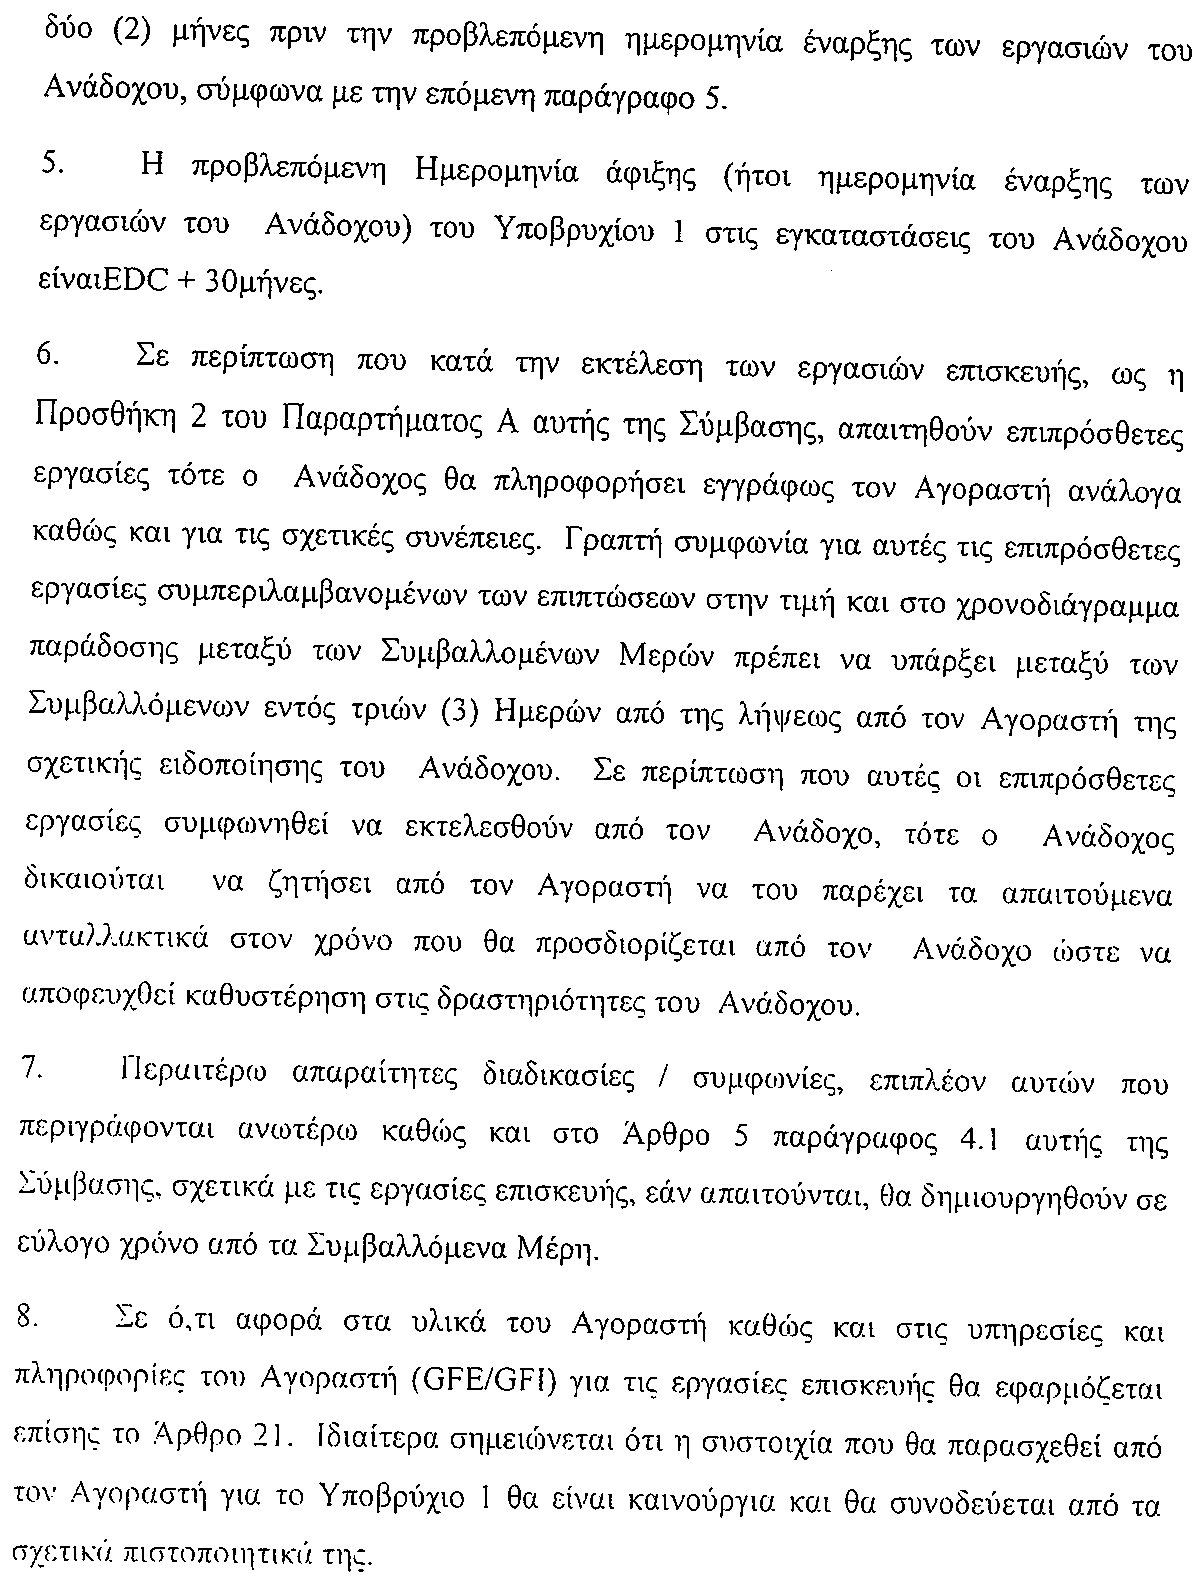 δύο (2) μήνες πριν την προβλεπόμενη ημερομηνία έναρξης των εργασιών του
Ανάδοχου, σύμφωνα με την επόμενη παράγραφο 5.
5. Η προβλεπόμενη Ημερομηνία άφιξης (ήτοι ημερομηνία έναρξης των
εργασιών του Ανάδοχου) του Υποβρυχίου 1 στις εγκαταστάσεις του Ανάδοχου
είναιEDC + 30μήνες.
6. Σε περίπτωση που κατά την εκτέλεση των εργασιών επισκευής, ως η
Προσθήκη 2 του Παραρτήματος Α αυτής της Σύμβασης, απαιτηθούν επιπρόσθετες
εργασίες τότε ο Ανάδοχος θα πληροφορήσει εγγράφως τον Αγοραστή ανάλογα
καθώς και για τις σχετικές συνέπειες. Γραπτή συμφωνία για αυτές τις επιπρόσθετες
εργασίες συμπεριλαμβανομένων των επιπτώσεων στην τιμή και στο χρονοδιάγραμμα
παράδοσης μεταξύ των Συμβαλλομένων Μερών πρέπει να υπάρξει μεταξύ των
Συμβαλλόμενων εντός τριών (3) Ημερών από της λήψεως από τον Αγοραστή της
σχετικής ειδοποίησης του Ανάδοχου. Σε περίπτωση που αυτές οι επιπρόσθετες
εργασίες συμφωνηθεί να εκτελεσθούν από τον Ανάδοχο, τότε ο Ανάδοχος
δικαιούται να ζητήσει από τον Αγοραστή να του παρέχει τα απαιτούμενα
ανταλλακτικά στον χρόνο που θα προσδιορίζεται από τον Ανάδοχο ώστε να
αποφευχθεί καθυστέρηση στις δραστηριότητες του Ανάδοχου.
7. Περαιτέρω απαραίτητες διαδικασίες / συμφωνίες, επιπλέον αυτών που
περιγράφονται ανωτέρω καθώς και στο Άρθρο 5 παράγραφος 4.1 αυτής της
Σύμβασης, σχετικά με τις εργασίες επισκευής, εάν απαιτούνται, θα δημιουργηθούν σε
εύλογο χρόνο από τα Συμβαλλόμενα Μέρη.
8. Σε ό,τι αφορά στα υλικά του Αγοραστή καθώς και στις υπηρεσίες και
πληροφορίες του Αγοραστή (GFE/GFI) για τις εργασίες επισκευής θα εφαρμόζεται
επίσης το Άρθρο 21. Ιδιαίτερα σημειώνεται ότι η συστοιχία που θα παρασχεθεί από
τον Αγοραστή για το Υποβρύχιο 1 θα είναι καινούργια και θα συνοδεύεται από τα
σχετικά πιστοποιητικά της.